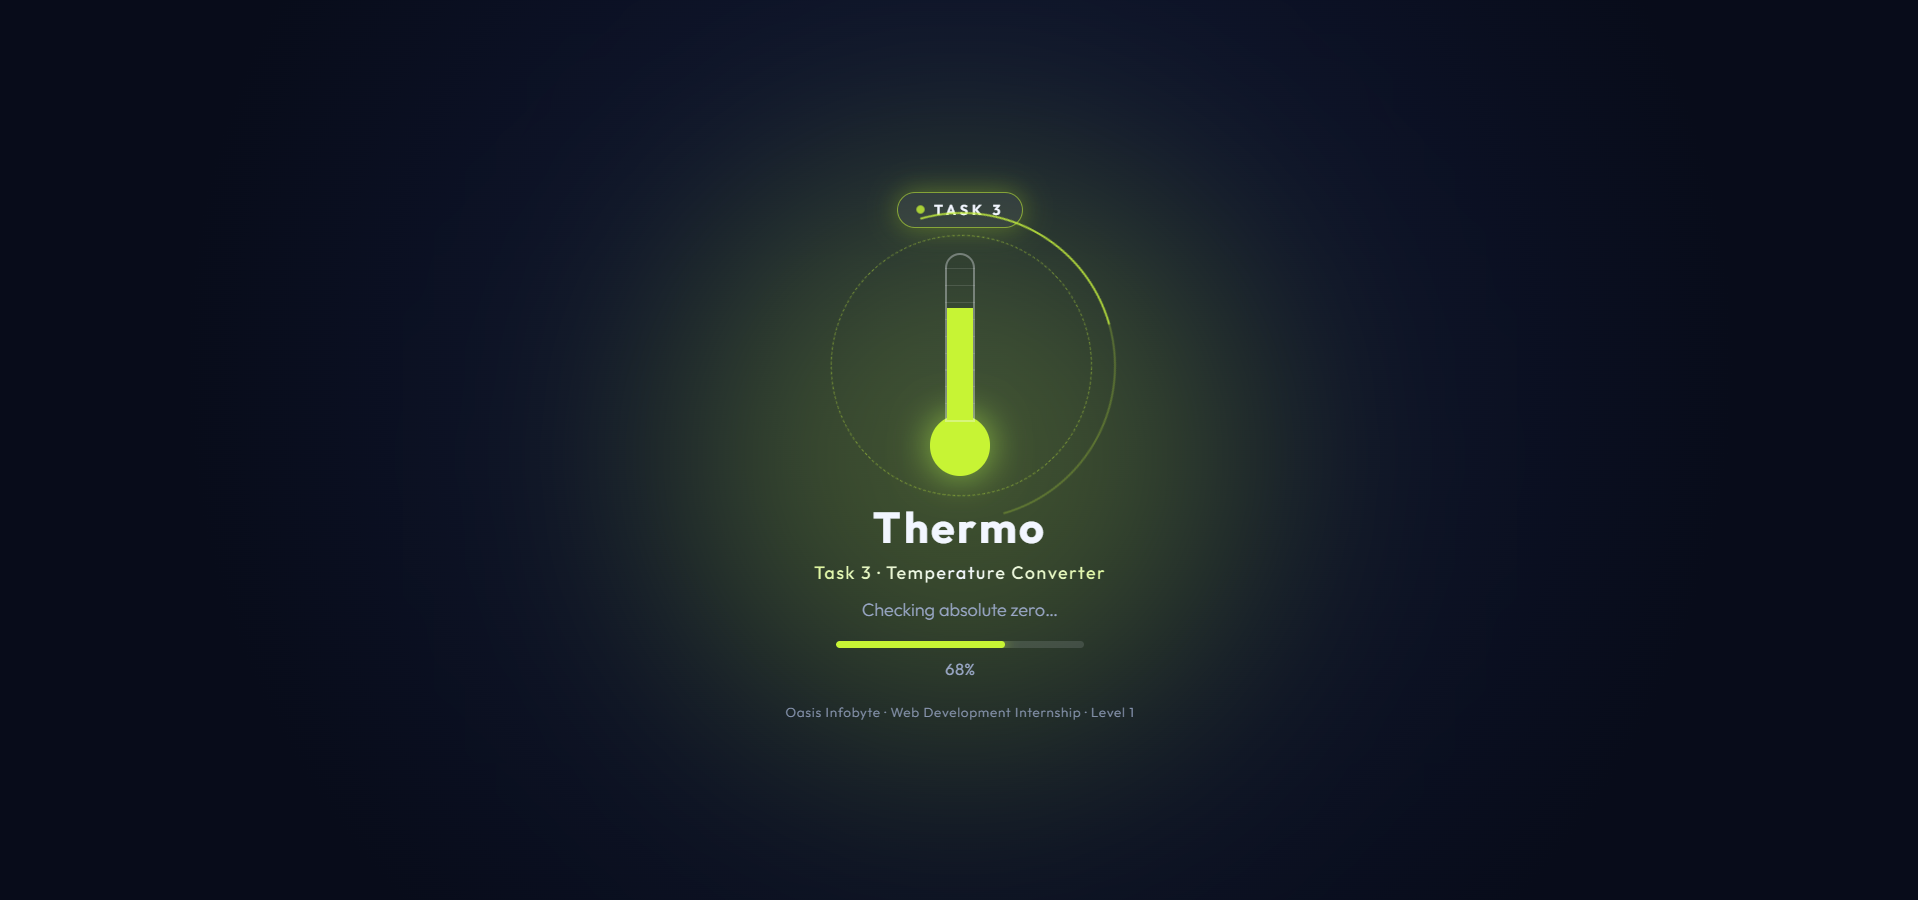 TASK 3
Thermo
Task 3 · Temperature Converter
Checking absolute zero...
68%
Oasis Infobyte · Web Development Internship · Level 1